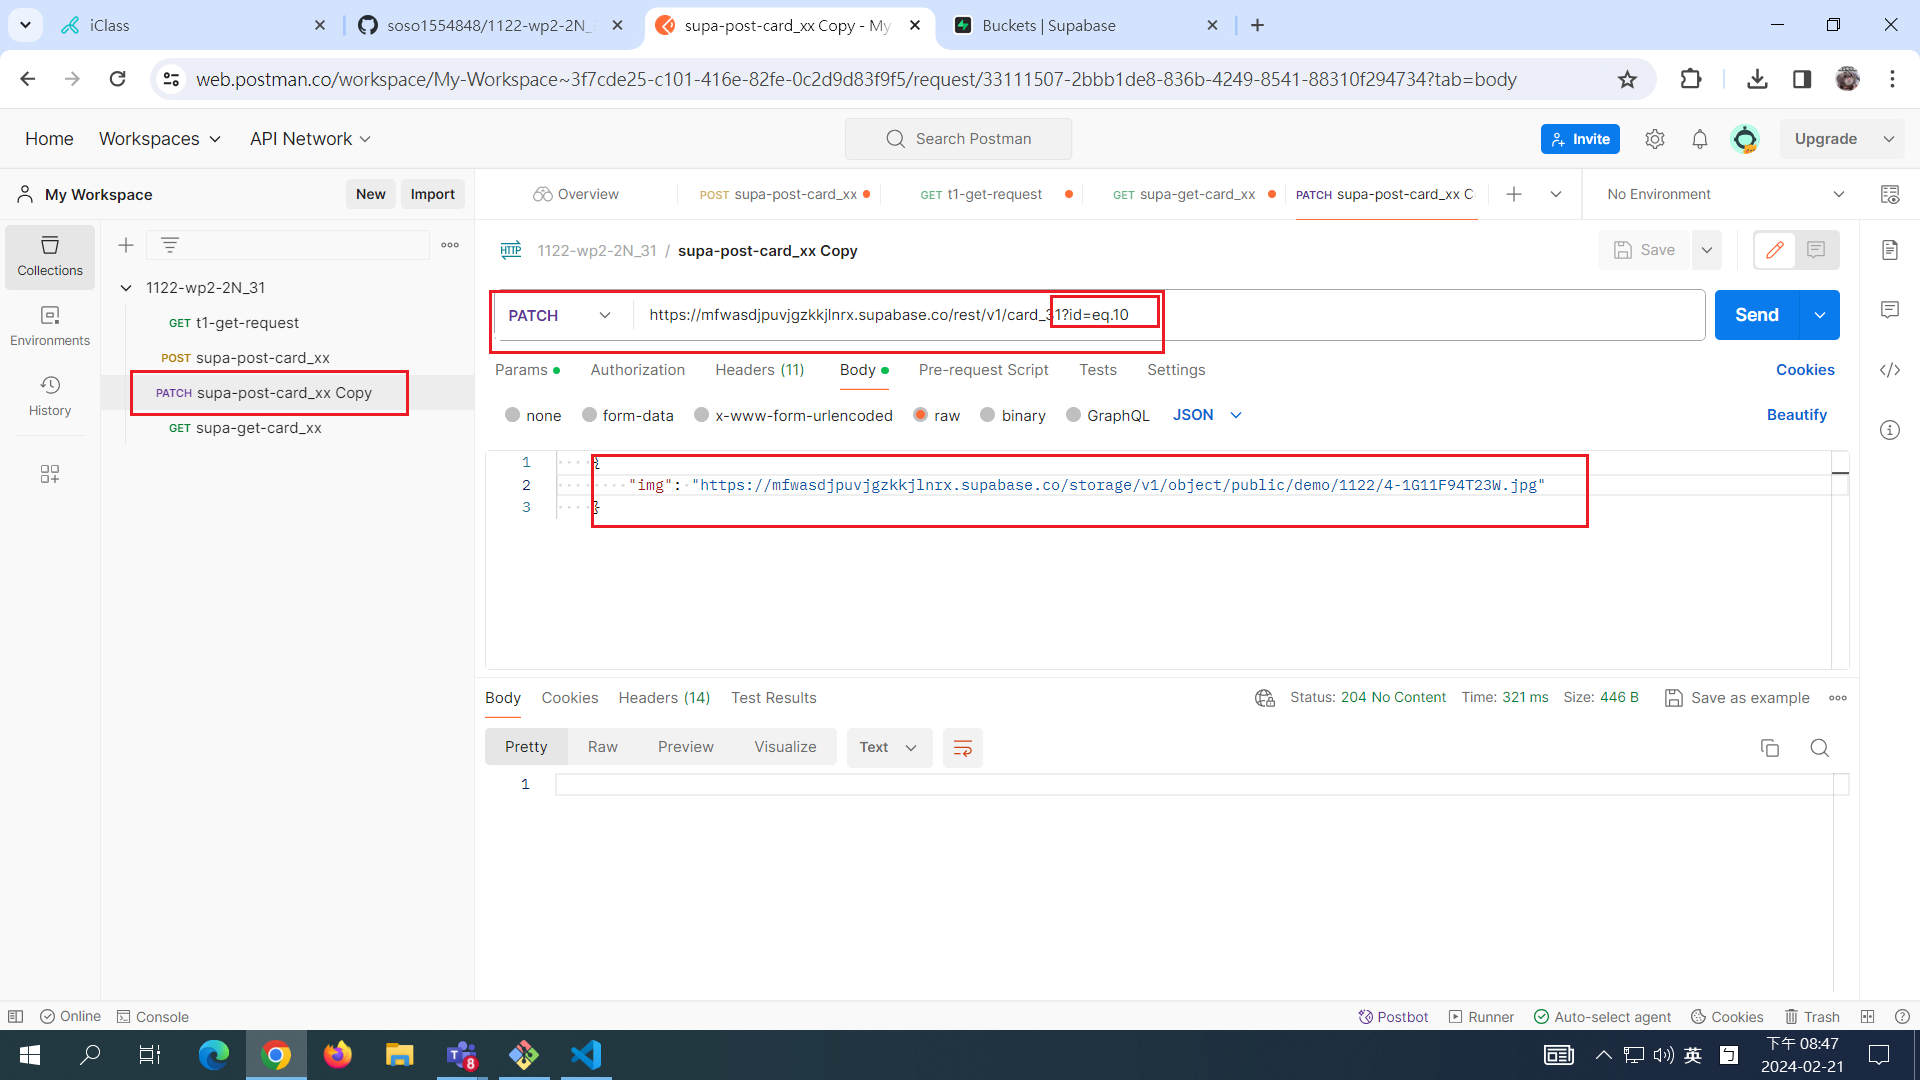 iClass
soso1554848/1122-wp2-2N_
supa-post-card_xx Copy - My
Buckets | Supabase
web.postman.co/workspace/My-Workspace~3f7cde25-c101-416e-82fe-0c2d9d83f9f5/request/33111507-2bbb1de8-836b-4249-8541-88310f294734?tab=body
Home
Workspaces
API Network
Search Postman
Invite
Upgrade
My Workspace
New
Import
Overview
POST supa-post-card_xx
GET t1-get-request
GET supa-get-card_xx
PATCH supa-post-card_xx C
No Environment
Collections
Environments
History
1122-wp2-2N_31
GET t1-get-request
POST supa-post-card_xx
PATCH supa-post-card_xx Copy
GET supa-get-card_xx
HTTP
1122-wp2-2N_31 / supa-post-card_xx Copy
Save
PATCH
https://mfwasdjpuvjgzkkjlnrx.supabase.co/rest/v1/card_31?id=eq.10
Send
Params
Authorization
Headers (11)
Body
Pre-request Script
Tests
Settings
Cookies
none
form-data
x-www-form-urlencoded
raw
binary
GraphQL
JSON
Beautify
1 {
2 "img": "https://mfwasdjpuvjgzkkjlnrx.supabase.co/storage/v1/object/public/demo/1122/4-1G11F94T23W.jpg"
3 }
Body
Cookies
Headers (14)
Test Results
Status: 204 No Content
Time: 321 ms
Size: 446 B
Save as example
Pretty
Raw
Preview
Visualize
Text
1
Online
Console
Postbot
Runner
Auto-select agent
Cookies
Trash
8
英
ㄅ
下午 08:47
2024-02-21